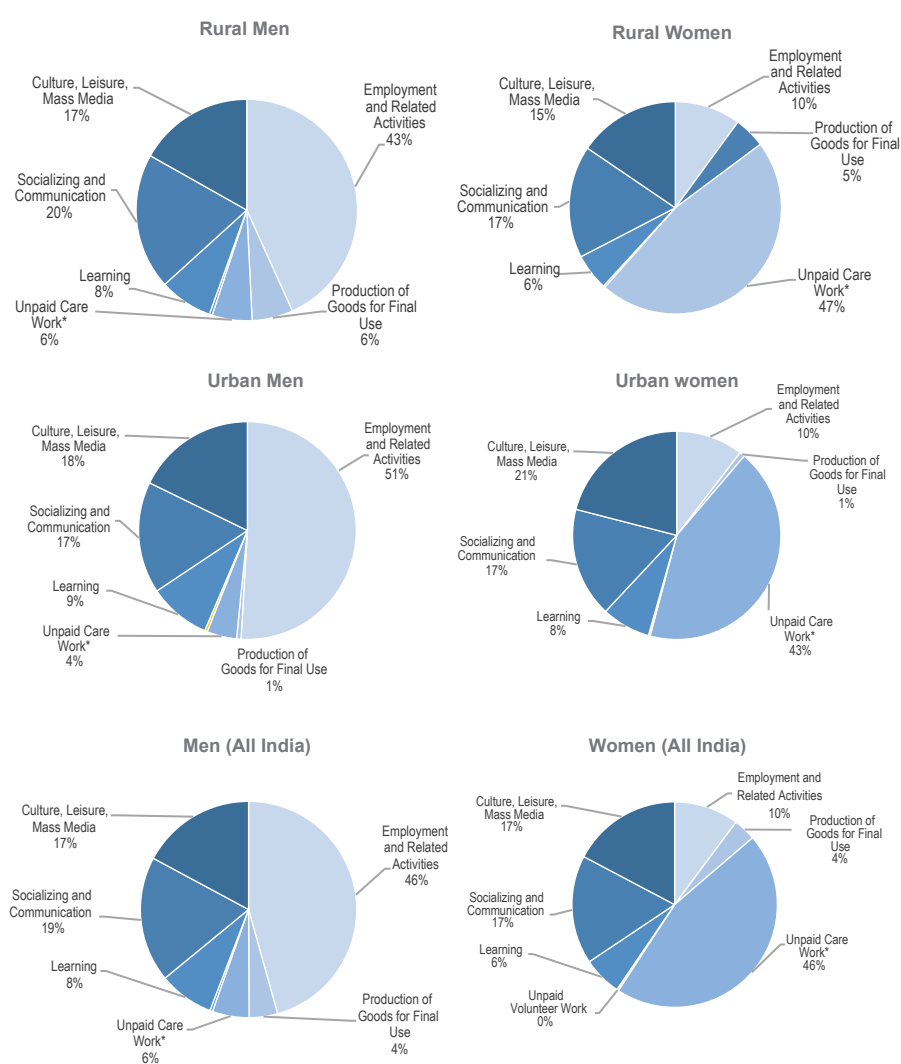 Rural Men
Culture, Leisure,
Mass Media
17%
Employment
and Related
Activities
43%
Socializing and
Communication
20%
Learning
8%
Unpaid Care
Work*
6%
Production of
Goods for Final
Use
6%
Rural Women
Employment
and Related
Activities
10%
Culture, Leisure,
Mass Media
15%
Production of
Goods for Final
Use
5%
Socializing and
Communication
17%
Learning
6%
Unpaid Care
Work*
47%
Urban Men
Culture, Leisure,
Mass Media
18%
Employment
and Related
Activities
51%
Socializing and
Communication
17%
Learning
9%
Unpaid Care
Work*
4%
Production of
Goods for Final Use
1%
Urban women
Employment
and Related
Activities
10%
Culture, Leisure,
Mass Media
21%
Production of
Goods for Final
Use
1%
Socializing and
Communication
17%
Learning
8%
Unpaid Care
Work*
43%
Men (All India)
Culture, Leisure,
Mass Media
17%
Employment
and Related
Activities
46%
Socializing and
Communication
19%
Learning
8%
Unpaid Care
Work*
6%
Production of
Goods for Final
Use
4%
Women (All India)
Employment and
Related Activities
10%
Culture, Leisure,
Mass Media
17%
Production of
Goods for Final
Use
4%
Socializing and
Communication
17%
Learning
6%
Unpaid
Volunteer Work
0%
Unpaid Care
Work*
46%